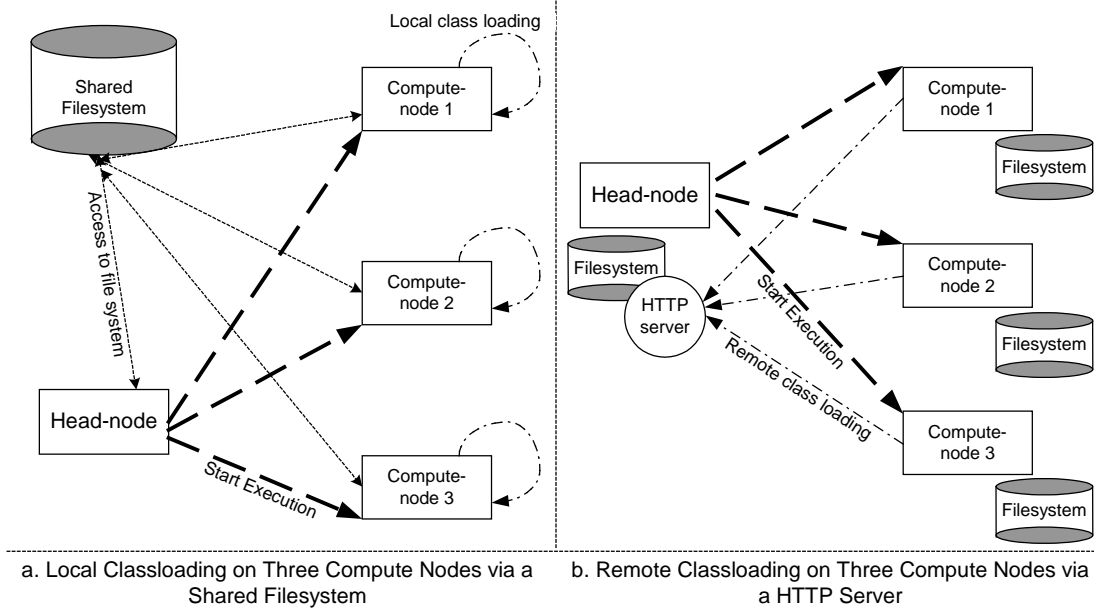 Local class loading
Shared
Filesystem
Compute-
node 1
Access to file system
Compute-
node 2
Head-node
Start Execution
Compute-
node 3
a. Local Classloading on Three Compute Nodes via a
Shared Filesystem
Compute-
node 1
Filesystem
Head-node
Filesystem
HTTP
server
Compute-
node 2
Filesystem
Start Execution
Remote class loading
Compute-
node 3
Filesystem
b. Remote Classloading on Three Compute Nodes via
a HTTP Server